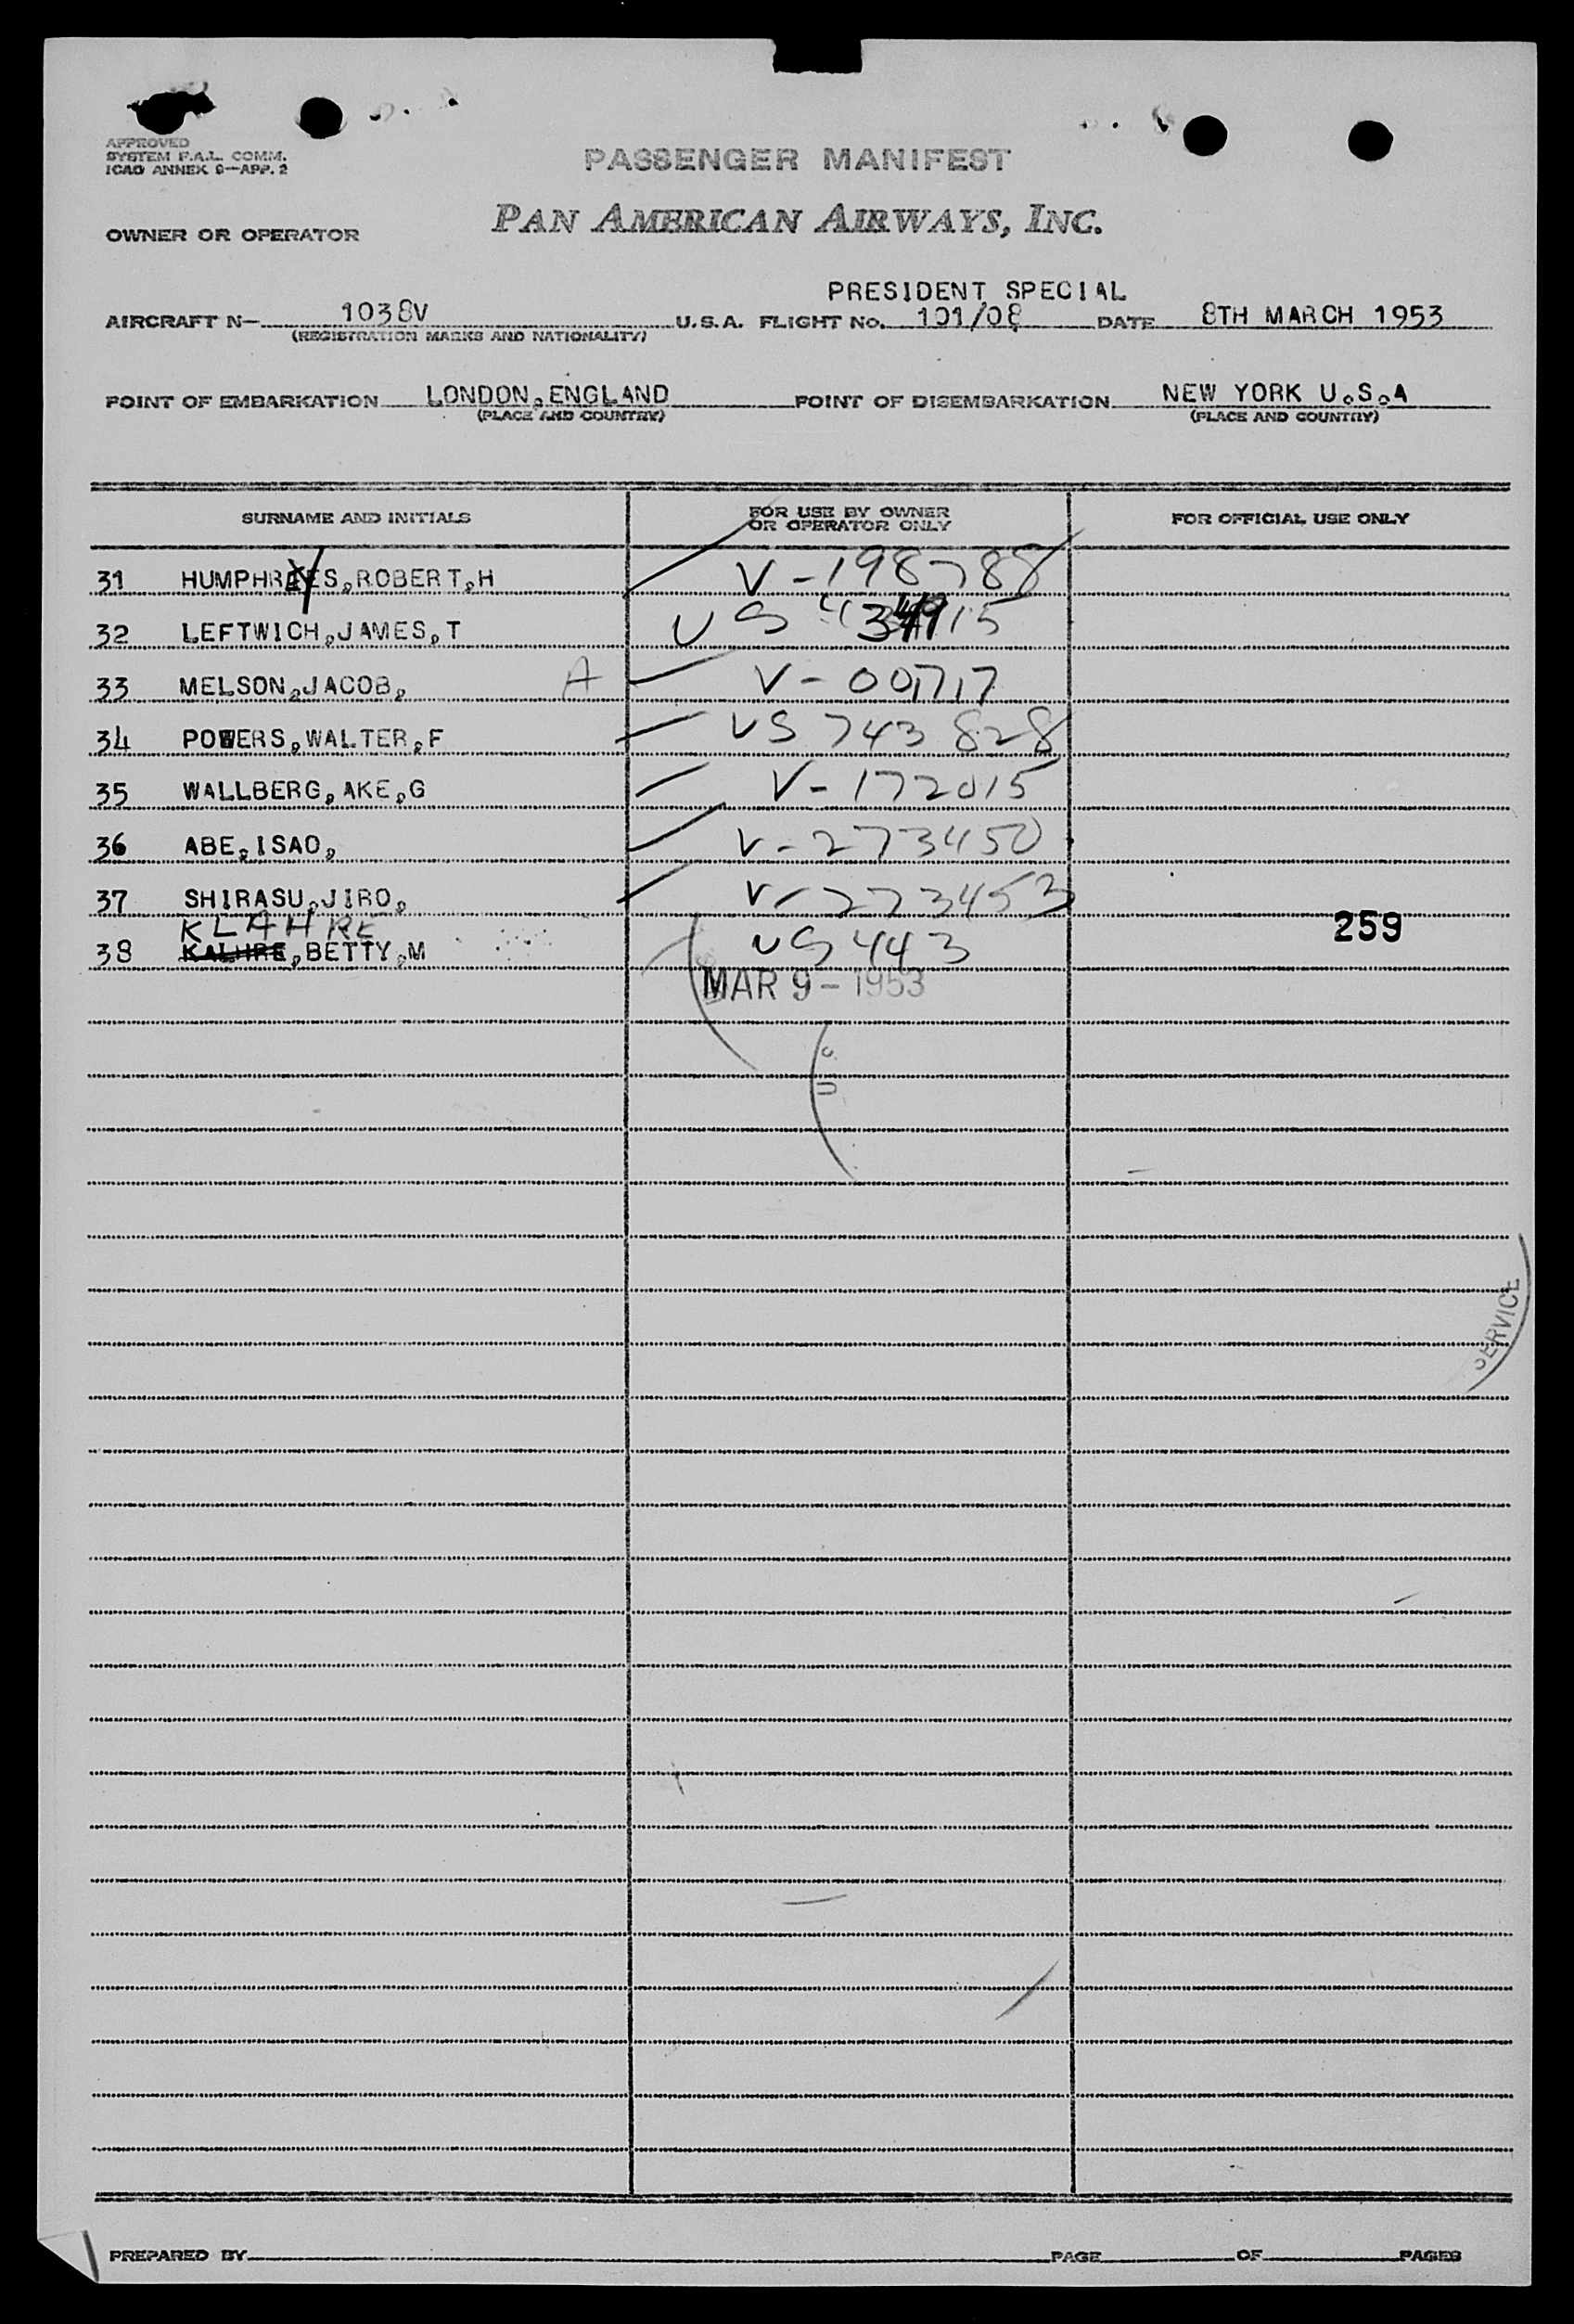 APPROVED
SYSTEM F.A.L. COMM.
ICAO ANNEX 9—APP. 2
PASSENGER MANIFEST
OWNER OR OPERATOR PAN AMERICAN AIRWAYS, INC.
PRESIDENT SPECIAL
AIRCRAFT N— 1038V U.S.A. FLIGHT No. 101/08 DATE 8TH MARCH 1953
(REGISTRATION MARKS AND NATIONALITY)
POINT OF EMBARKATION LONDON, ENGLAND POINT OF DISEMBARKATION NEW YORK U.S.A
(PLACE AND COUNTRY) (PLACE AND COUNTRY)
SURNAME AND INITIALS FOR USE BY OWNER OR OPERATOR ONLY FOR OFFICIAL USE ONLY
31 HUMPHREYS, ROBERT, H V-198788
32 LEFTWICH, JAMES, T US
33 MELSON, JACOB, A V-001717
34 POWERS, WALTER, F US 743828
35 WALLBERG, AKE, G V-172015
36 ABE, ISAO, V-273450
37 SHIRASU, JIRO, V-273453
KLAHRE
259
38 KALHRE, BETTY, M US 443
MAR 9-1953
SERVICE
PREPARED BY PAGE OF PAGES